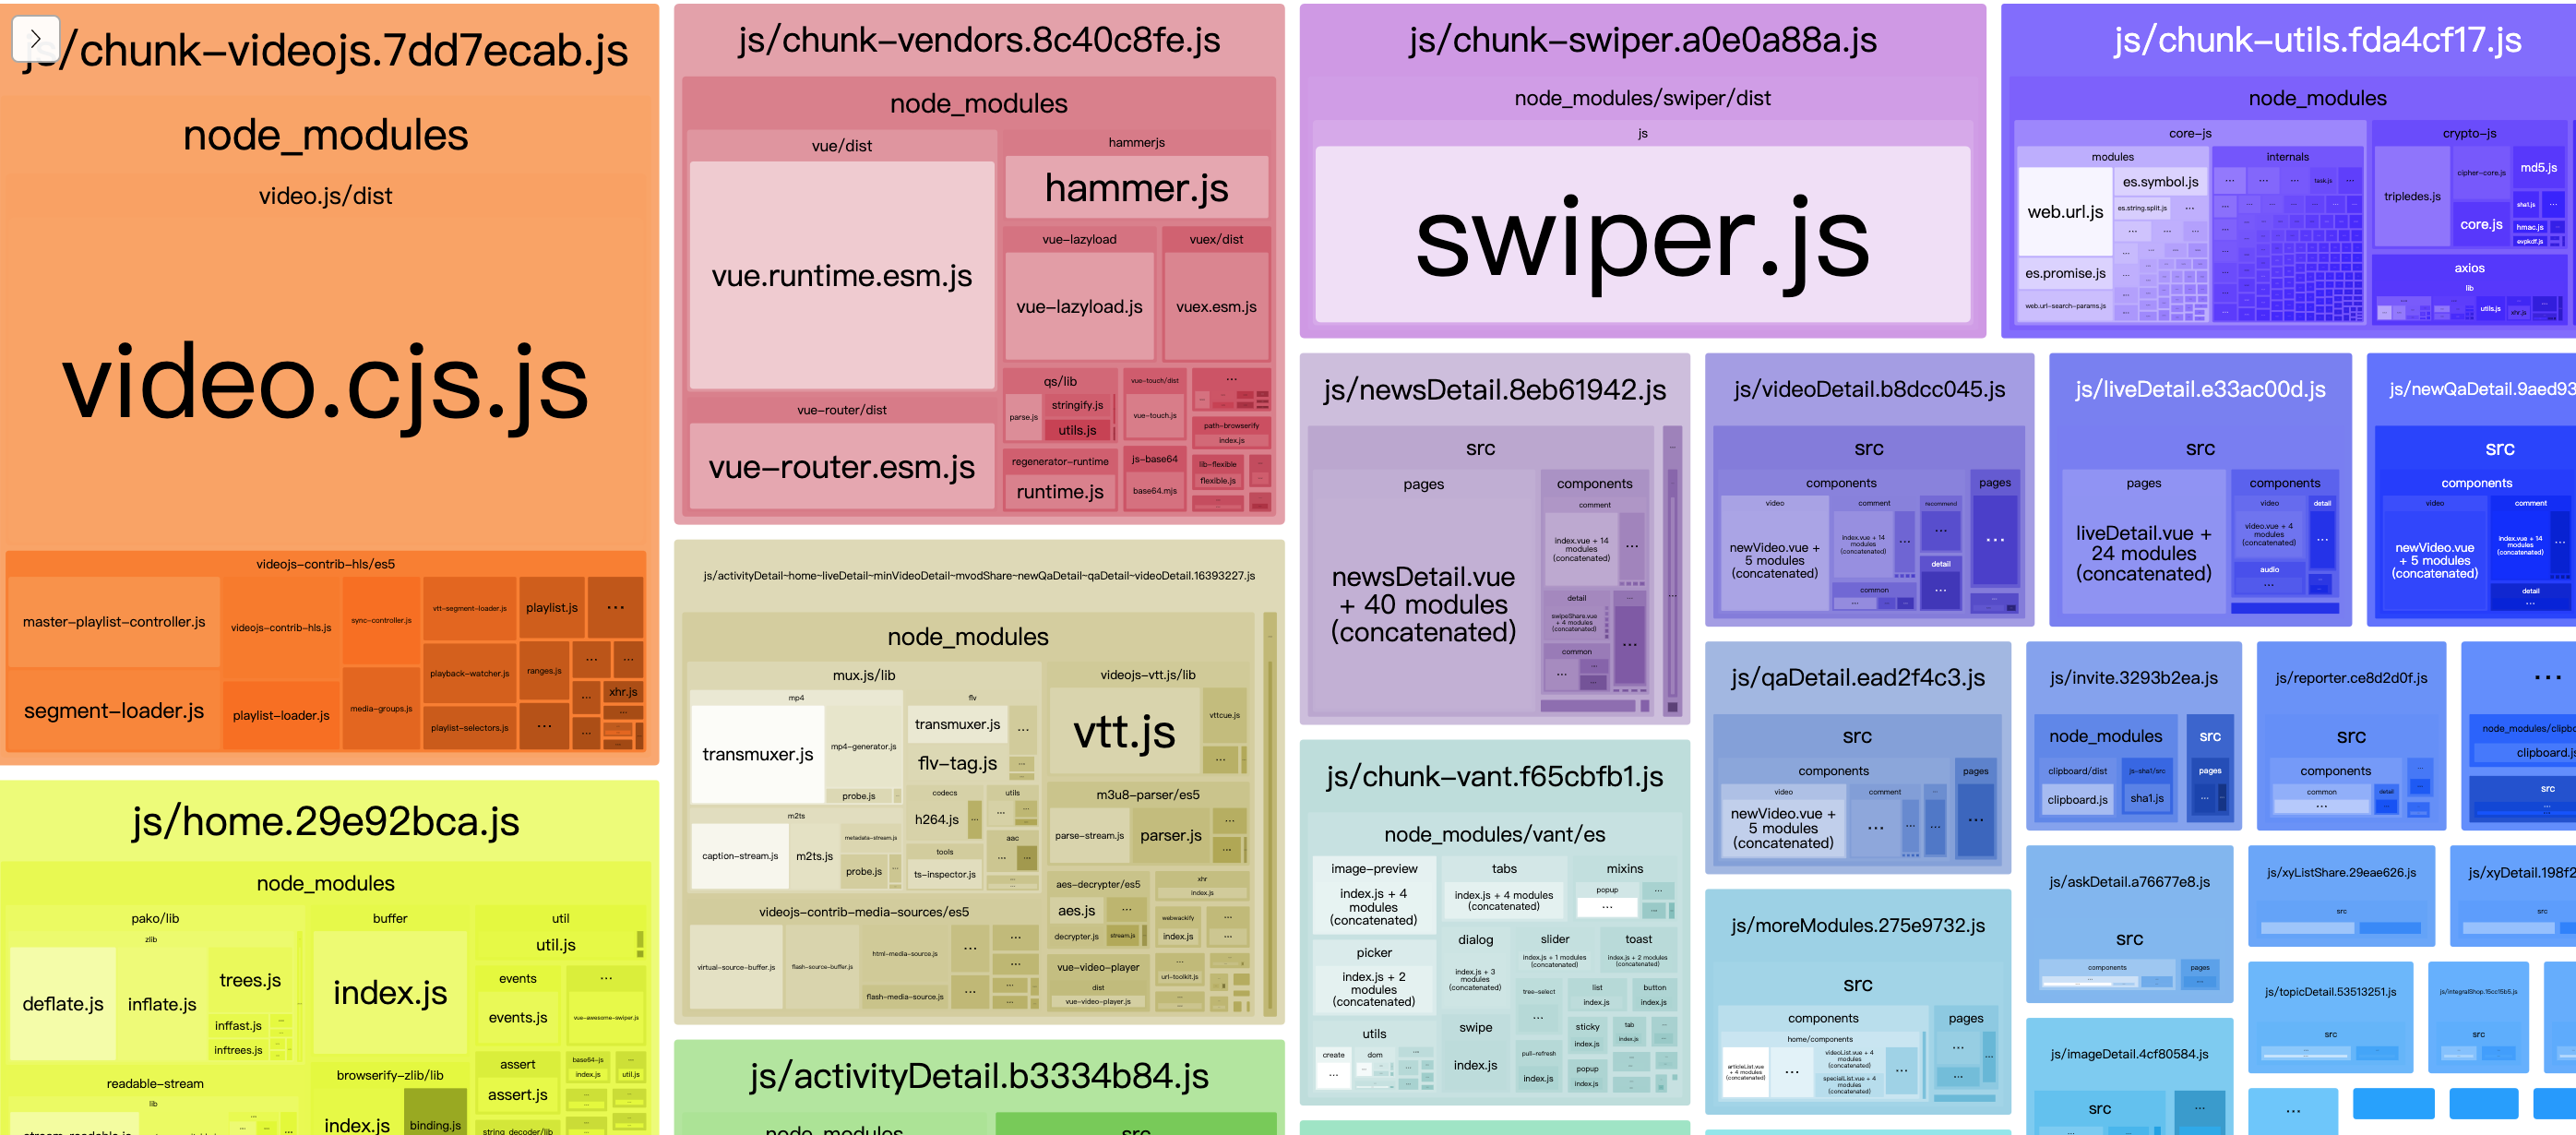 js/chunk-videojs.7dd7ecab.js
node_modules
video.js/dist
video.cjs.js
videojs-contrib-hls/es5
master-playlist-controller.js
videojs-contrib-hls.js
sync-controller.js
vtt-segment-loader.js
playlist.js
...
segment-loader.js
playlist-loader.js
media-groups.js
playback-watcher.js
playlist-selectors.js
ranges.js
xhr.js
js/home.29e92bca.js
node_modules
pako/lib
zlib
deflate.js
inflate.js
trees.js
inffast.js
inftrees.js
buffer
index.js
util
util.js
events
events.js
...
vue-awesome-swiper.js
readable-stream
lib
browserify-zlib/lib
index.js
binding.js
assert
assert.js
base64-js
index.js
util.js
string_decoder/lib
js/chunk-vendors.8c40c8fe.js
node_modules
vue/dist
vue.runtime.esm.js
hammerjs
hammer.js
vue-lazyload
vue-lazyload.js
vuex/dist
vuex.esm.js
vue-router/dist
vue-router.esm.js
qs/lib
parse.js
stringify.js
utils.js
vue-touch/dist
vue-touch.js
path-browserify
index.js
regenerator-runtime
runtime.js
js-base64
base64.mjs
lib-flexible
flexible.js
js/activityDetail~home~liveDetail~minVideoDetail~mvodShare~newQaDetail~qaDetail~videoDetail.16393227.js
node_modules
mux.js/lib
mp4
transmuxer.js
mp4-generator.js
probe.js
flv
transmuxer.js
flv-tag.js
m2ts
caption-stream.js
m2ts.js
metadata-stream.js
probe.js
codecs
h264.js
utils
tools
ts-inspector.js
aac
videojs-vtt.js/lib
vtt.js
vttcue.js
m3u8-parser/es5
parse-stream.js
parser.js
videojs-contrib-media-sources/es5
virtual-source-buffer.js
flash-source-buffer.js
html-media-source.js
flash-media-source.js
aes-decrypter/es5
aes.js
decrypter.js
stream.js
xhr
index.js
webwackify
index.js
vue-video-player
dist
vue-video-player.js
url-toolkit.js
js/activityDetail.b3334b84.js
node_modules
src
js/chunk-swiper.a0e0a88a.js
node_modules/swiper/dist
js
swiper.js
js/chunk-utils.fda4cf17.js
node_modules
core-js
modules
web.url.js
es.symbol.js
es.string.split.js
es.promise.js
web.url-search-params.js
internals
task.js
crypto-js
tripledes.js
cipher-core.js
md5.js
core.js
sha1.js
hmac.js
evpkdf.js
axios
lib
utils.js
xhr.js
js/newsDetail.8eb61942.js
src
pages
newsDetail.vue
+ 40 modules
(concatenated)
components
comment
index.vue + 14
modules
(concatenated)
detail
swipeShare.vue
+ 4 modules
(concatenated)
common
js/videoDetail.b8dcc045.js
src
components
video
newVideo.vue +
5 modules
(concatenated)
comment
index.vue + 14
modules
(concatenated)
recommend
detail
common
pages
js/liveDetail.e33ac00d.js
src
pages
liveDetail.vue +
24 modules
(concatenated)
components
video
video.vue + 4
modules
(concatenated)
detail
audio
js/newQaDetail.9aed93
src
components
video
newVideo.vue
+ 5 modules
(concatenated)
comment
index.vue + 14
modules
(concatenated)
detail
js/chunk-vant.f65cbfb1.js
node_modules/vant/es
image-preview
index.js + 4
modules
(concatenated)
tabs
index.js + 4 modules
(concatenated)
mixins
popup
picker
index.js + 2
modules
(concatenated)
dialog
index.js + 3
modules
(concatenated)
slider
index.js + 1 modules
(concatenated)
toast
index.js + 2 modules
(concatenated)
tree-select
list
index.js
button
index.js
utils
create
dom
swipe
index.js
sticky
index.js
tab
index.js
pull-refresh
index.js
popup
index.js
js/qaDetail.ead2f4c3.js
src
components
video
newVideo.vue +
5 modules
(concatenated)
comment
pages
js/moreModules.275e9732.js
src
components
home/components
articleList.vue
+ 4 modules
(concatenated)
videoList.vue + 4
modules
(concatenated)
specialList.vue + 4
modules
(concatenated)
pages
js/invite.3293b2ea.js
node_modules
clipboard/dist
clipboard.js
js-sha1/src
sha1.js
src
pages
js/reporter.ce8d2d0f.js
src
components
common
detail
...
node_modules/clipbo
clipboard.js
src
js/askDetail.a76677e8.js
src
components
pages
js/xyListShare.29eae626.js
src
js/xyDetail.198f2
src
js/topicDetail.53513251.js
src
js/integralShop.15cc15b5.js
src
js/imageDetail.4cf80584.js
src
...